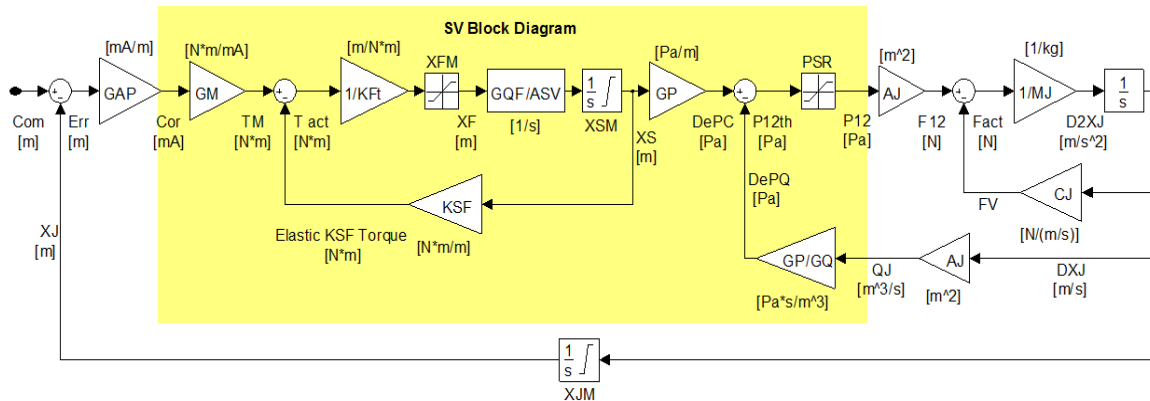 SV Block Diagram
[mA/m]
[N*m/mA]
[m/N*m]
XFM
[Pa/m]
PSR
[m^2]
[1/kg]
+
-
GAP
GM
+
-
1/KFt
GQF/ASV
1
s
GP
+
-
AJ
+
-
1/MJ
1
s
Com
[m]
Err
[m]
Cor
[mA]
TM
[N*m]
T act
[N*m]
XF
[m]
[1/s]
XSM
XS
[m]
DePC
[Pa]
P12th
[Pa]
P12
[Pa]
F12
[N]
Fact
[N]
D2XJ
[m/s^2]
DePQ
[Pa]
KSF
FV
CJ
XJ
[m]
Elastic KSF Torque
[N*m]
[N*m/m]
[N/(m/s)]
GP/GQ
QJ
[m^3/s]
AJ
DXJ
[m/s]
[Pa*s/m^3]
[m^2]
1
s
XJM